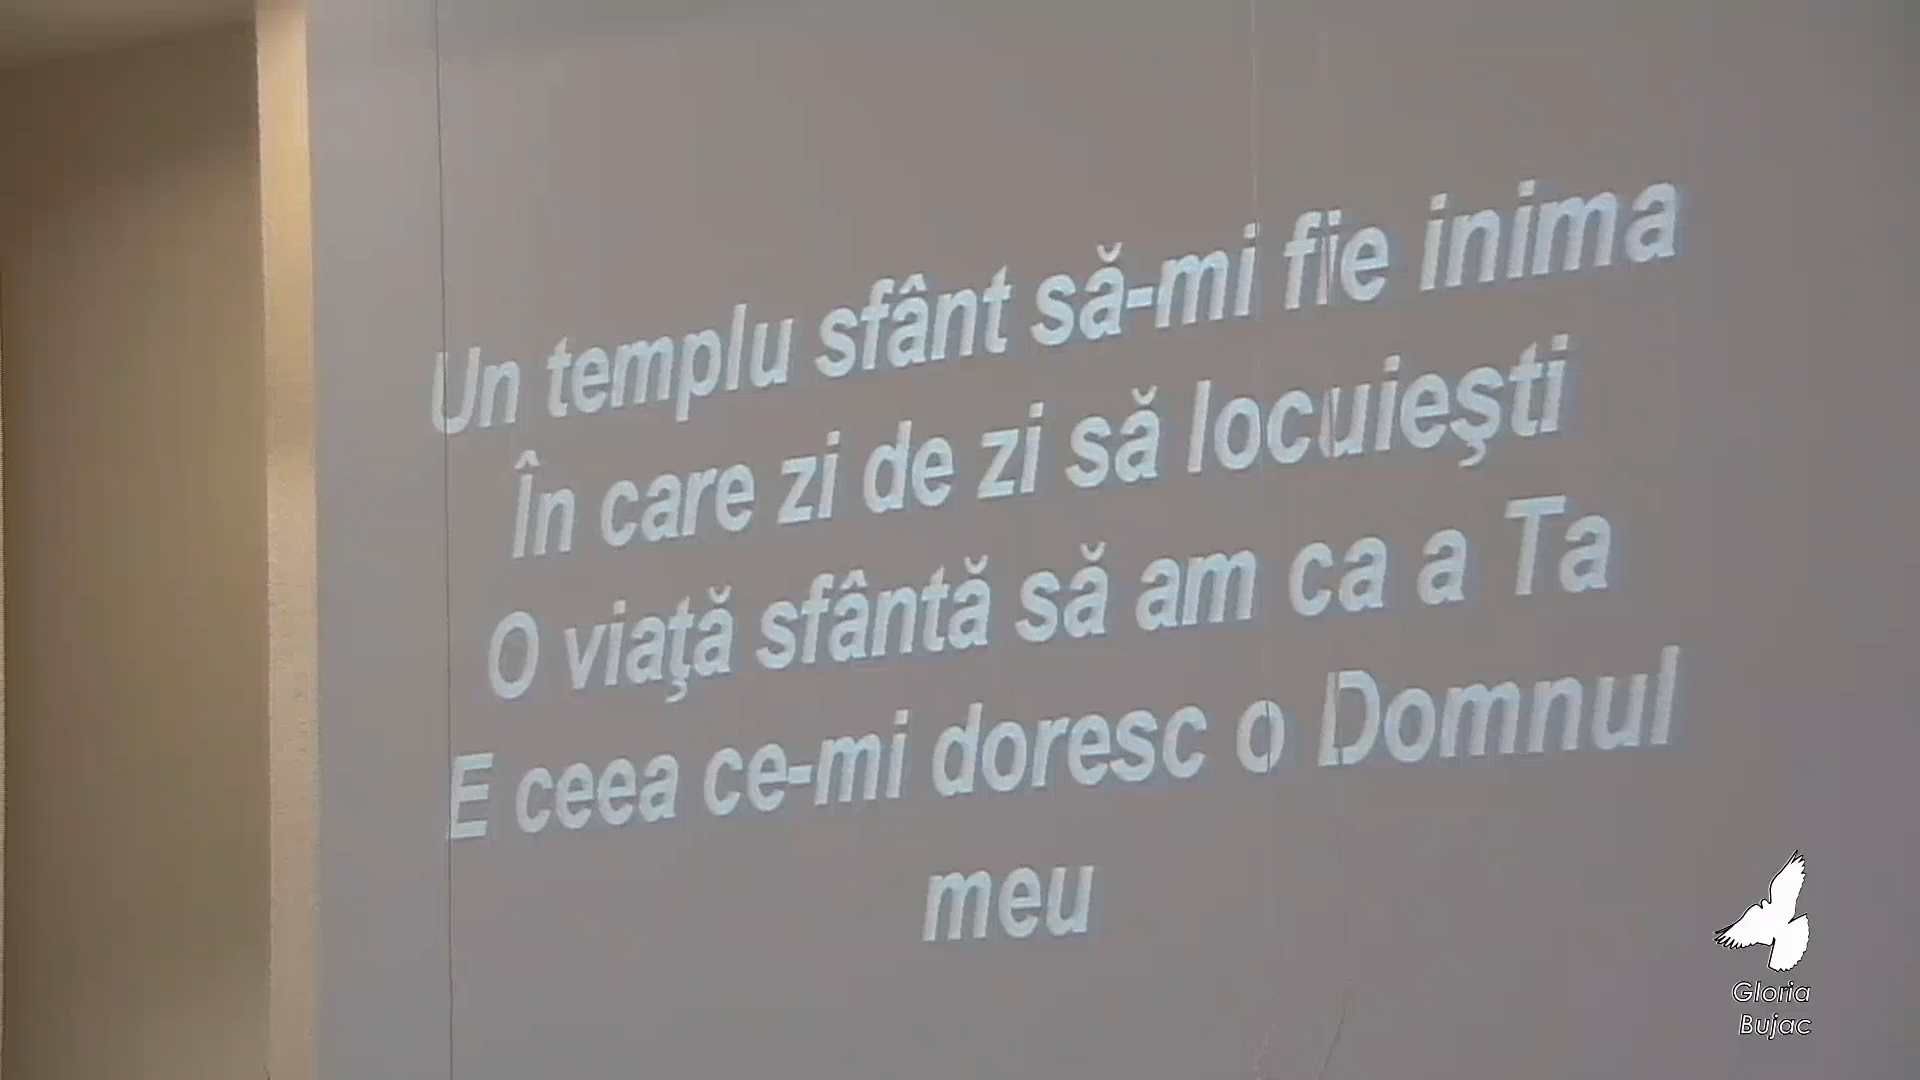 Un templu sfânt să-mi fie inima
În care zi de zi să locuieşti
O viaţă sfântă să am ca a Ta
E ceea ce-mi doresc o Domnul
meu
Gloria
Bujac